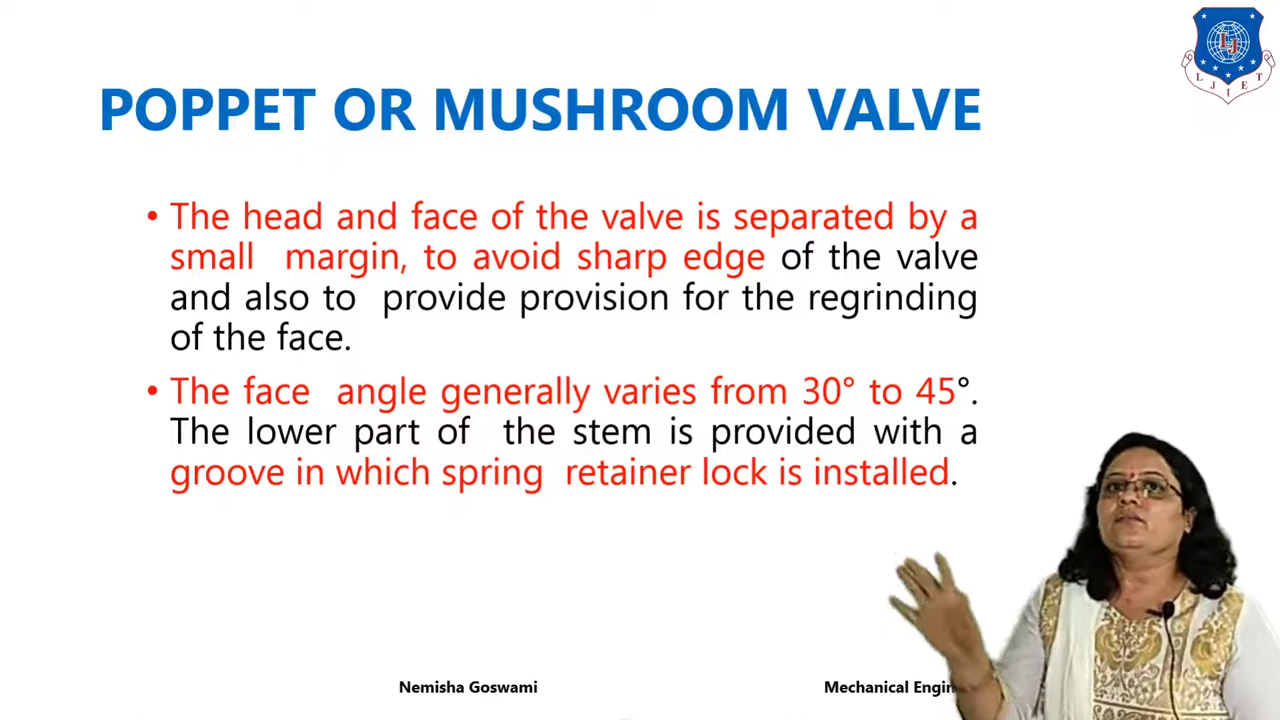 POPPET OR MUSHROOM VALVE
• The head and face of the valve is separated by a
small margin, to avoid sharp edge of the valve
and also to provide provision for the regrinding
of the face.
• The face angle generally varies from 30° to 45°.
The lower part of the stem is provided with a
groove in which spring retainer lock is installed.
Nemisha Goswami
Mechanical Engin
LJ
L J I E T